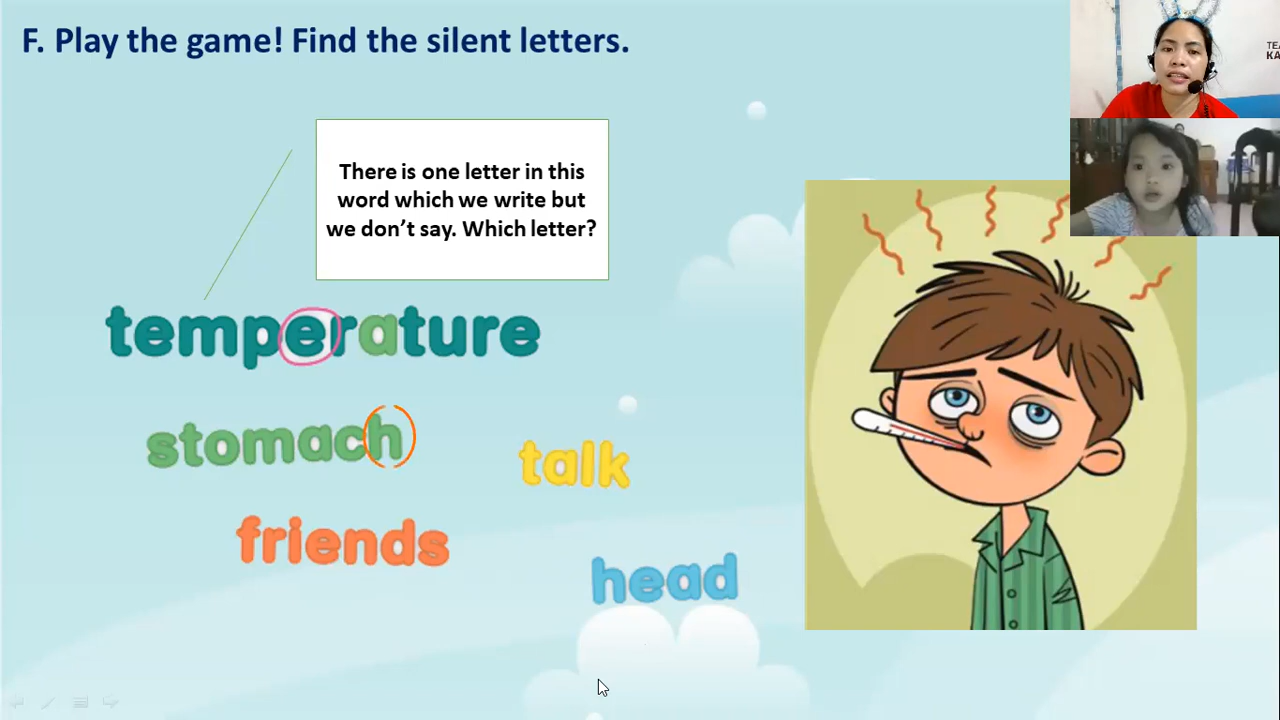 F. Play the game! Find the silent letters.
There is one letter in this
word which we write but
we don't say. Which letter?
temperature
stomach
talk
friends
head